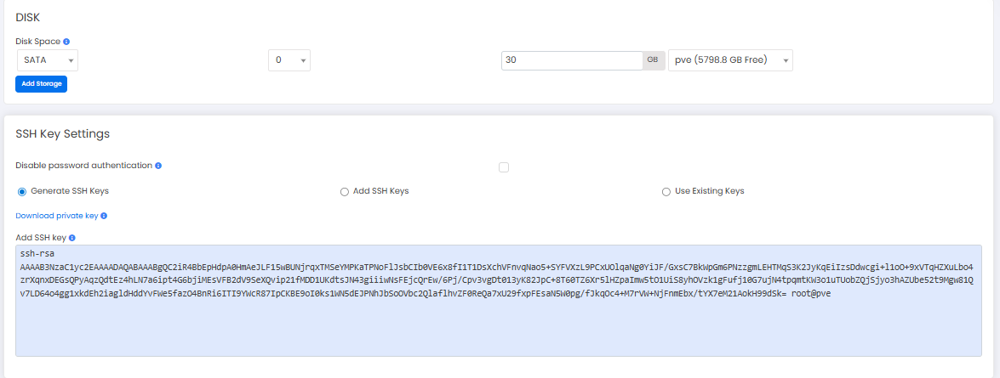 DISK
Disk Space
SATA 0 30 GB pve (5798.8 GB Free)
Add Storage
SSH Key Settings
Disable password authentication
Generate SSH Keys Add SSH Keys Use Existing Keys
Download private key
Add SSH key
ssh-rsa
AAAAB3NzaC1yc2EAAAADAQABAAABgQC2iR4BbEpHdpA0HmAeJLF15wBUNjrqxTMSeYMPKaTPNoFlJsbCIb0VE6x8fI1T1DsXchVFnvqNao5+SYFVXzL9PCxUOlqaNg0YiJF/GxsC7BkWpGm6PNzzgmLEHTMqS3K2JyKqEiIzsDdwcgi+l1oO+9xVTqHZXuLbo4
zrXqnxDEGsQPyAqzQdtEz4hLN7a6ipt4G6bjiMEsVFB2dV9SeXQvip21fMDD1UKdtsJN43giiiwNsFEjcQrEw/6Pj/Cpv3vgDt013yK82JpC+8T60TZ6Xr5lHZpaImw5tO1UiS8yhOVzk1gFufj10G7ujN4tpqmtKW3o1uTUobZQjSjyo3hAZUbe52t9Mgw81Q
v7LD64o4gg1xkdEh2iagldHddYvFWe5fazO4BnRi6ITI9YWcR87IpCKBE9oI0ks1WN5dEJPNhJbSoOVbc2QlaflhvZF0ReQa7xU29fxpFEsaN5W0pg/fJkqOc4+M7rVW+NjFnmEbx/tYX7eM21AokH99dSk= root@pve